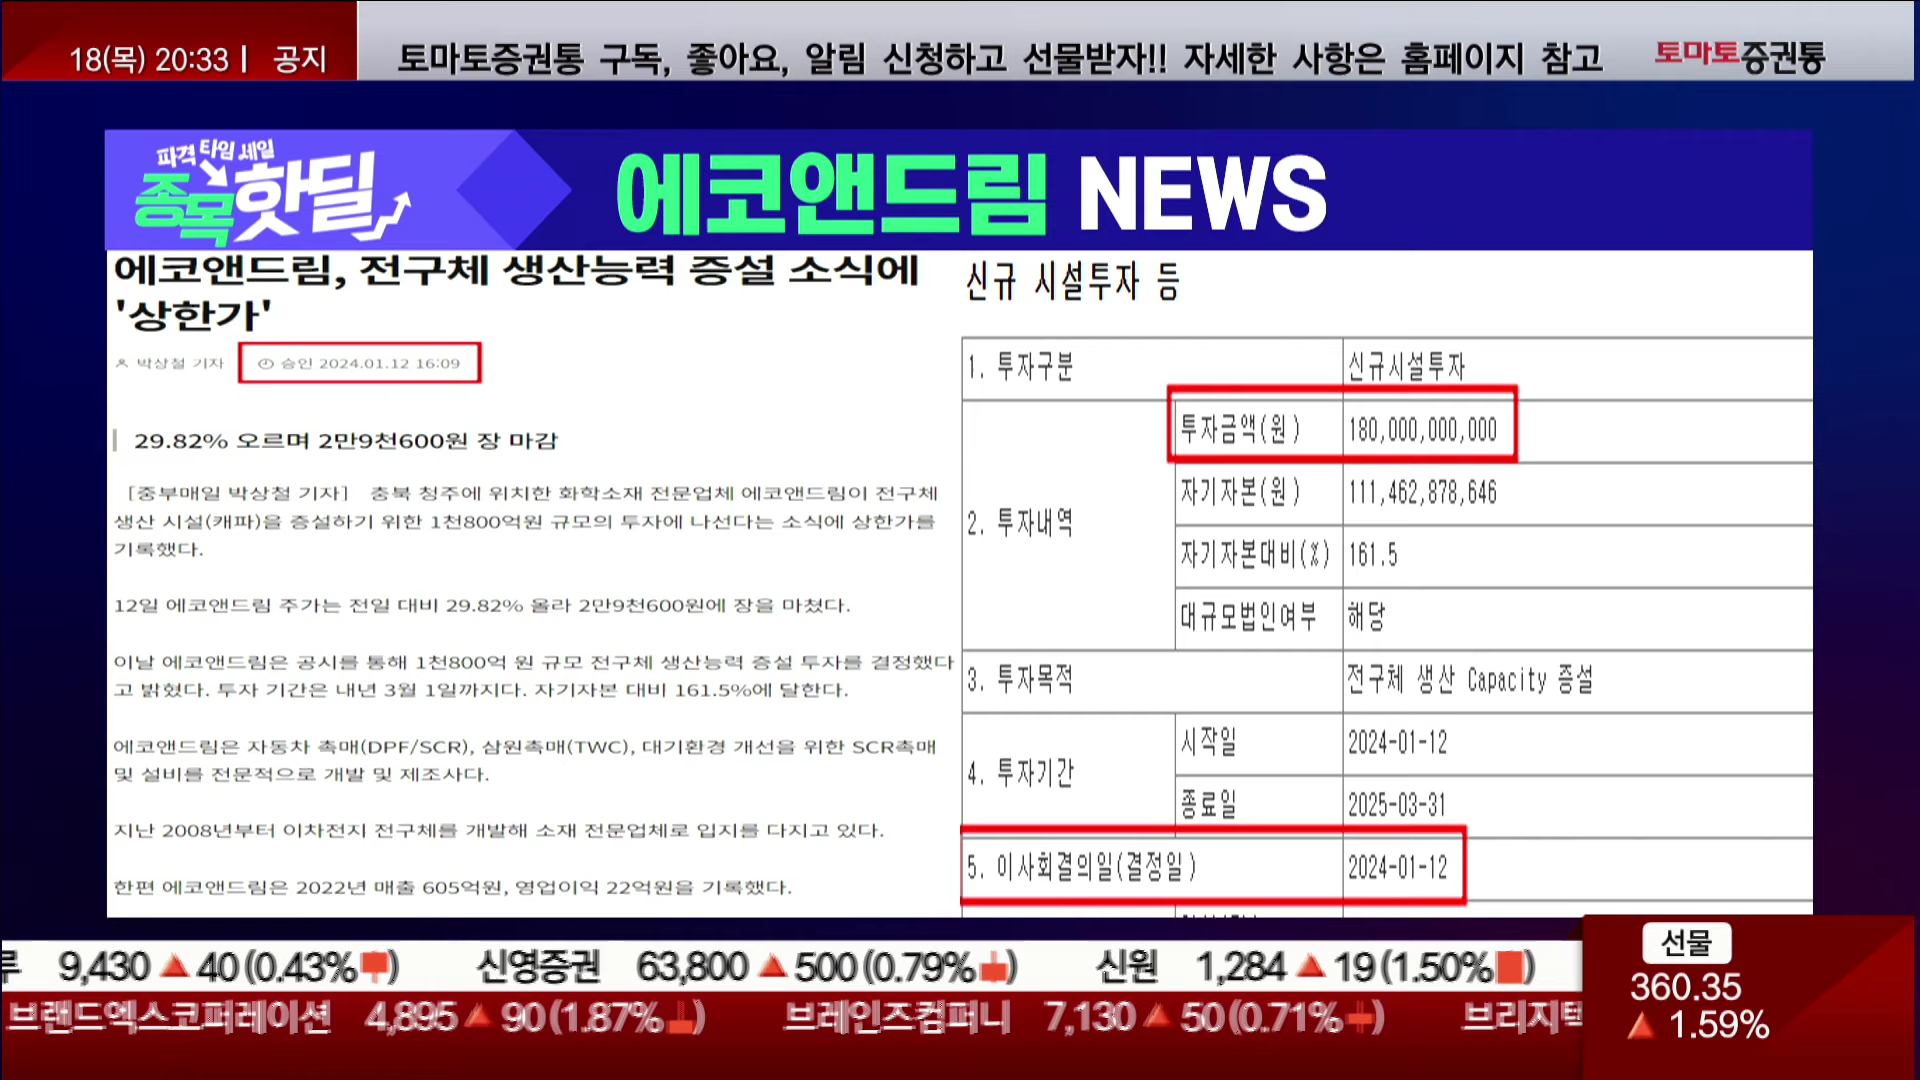 18(목) 20:33 | 공지
토마토증권통 구독, 좋아요, 알림 신청하고 선물받자!! 자세한 사항은 홈페이지 참고
토마토증권통
파격 타임 세일
종목 핫딜
에코앤드림 NEWS
에코앤드림, 전구체 생산능력 증설 소식에
'상한가'
박상철 기자 승인 2024.01.12 16:09
29.82% 오르며 2만9천600원 장 마감
[중부매일 박상철 기자] 충북 청주에 위치한 화학소재 전문업체 에코앤드림이 전구체
생산 시설(캐파)을 증설하기 위한 1천800억원 규모의 투자에 나선다는 소식에 상한가를
기록했다.
12일 에코앤드림 주가는 전일 대비 29.82% 올라 2만9천600원에 장을 마쳤다.
이날 에코앤드림은 공시를 통해 1천800억 원 규모 전구체 생산능력 증설 투자를 결정했다
고 밝혔다. 투자 기간은 내년 3월 1일까지다. 자기자본 대비 161.5%에 달한다.
에코앤드림은 자동차 촉매(DPF/SCR), 삼원촉매(TWC), 대기환경 개선을 위한 SCR촉매
및 설비를 전문적으로 개발 및 제조사다.
지난 2008년부터 이차전지 전구체를 개발해 소재 전문업체로 입지를 다지고 있다.
한편 에코앤드림은 2022년 매출 605억원, 영업이익 22억원을 기록했다.
신규 시설투자 등
1. 투자구분 신규시설투자
2. 투자내역
투자금액(원) 180,000,000,000
자기자본(원) 111,462,878,646
자기자본대비(%) 161.5
대규모법인여부 해당
3. 투자목적 전구체 생산 Capacity 증설
4. 투자기간
시작일 2024-01-12
종료일 2025-03-31
5. 이사회결의일(결정일) 2024-01-12
9,430 ▲ 40 (0.43%) 신영증권 63,800 ▲ 500 (0.79%) 신원 1,284 ▲ 19 (1.50%)
브랜드엑스코퍼레이션 4,895 ▲ 90 (1.87%) 브레인즈컴퍼니 7,130 ▲ 50 (0.71%) 브리지텍
선물
360.35
▲ 1.59%